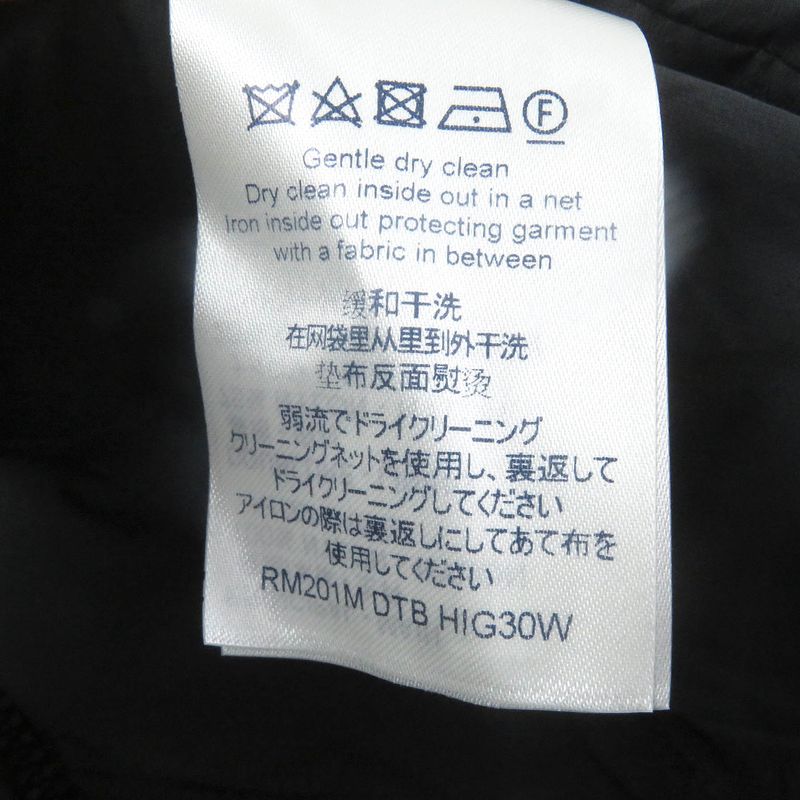 F
Gentle dry clean
Dry clean inside out in a net
Iron inside out protecting garment
with a fabric in between
缓和干洗
在网袋里从里到外干洗
垫布反面熨烫
弱流でドライクリーニング
クリーニングネットを使用し、裏返して
ドライクリーニングしてください
アイロンの際は裏返しにしてあて布を
使用してください
RM201M DTB HIG30W